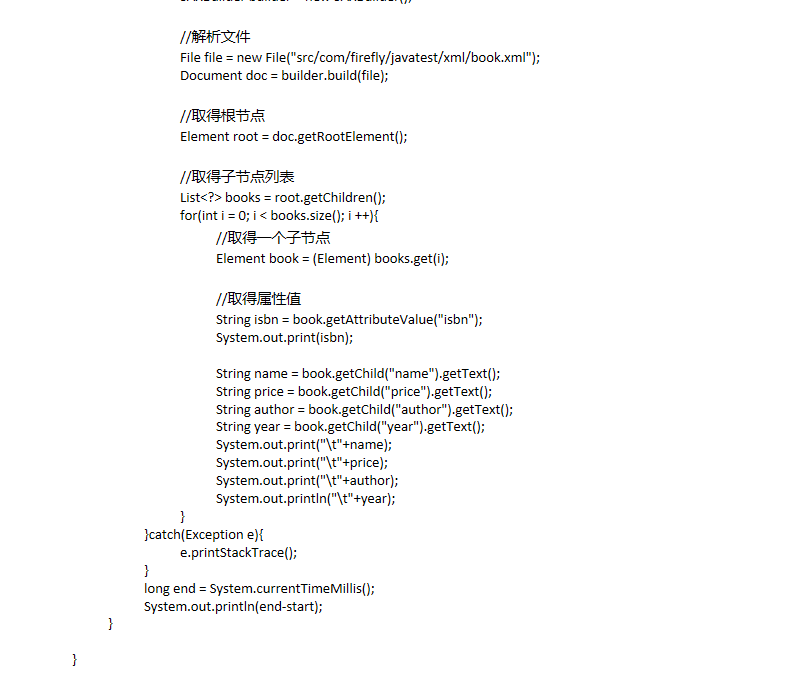 //解析文件
File file = new File("src/com/firefly/javatest/xml/book.xml");
Document doc = builder.build(file);
//取得根节点
Element root = doc.getRootElement();
//取得子节点列表
List<?> books = root.getChildren();
for(int i = 0; i < books.size(); i ++){
//取得一个子节点
Element book = (Element) books.get(i);
//取得属性值
String isbn = book.getAttributeValue("isbn");
System.out.print(isbn);
String name = book.getChild("name").getText();
String price = book.getChild("price").getText();
String author = book.getChild("author").getText();
String year = book.getChild("year").getText();
System.out.print("\t"+name);
System.out.print("\t"+price);
System.out.print("\t"+author);
System.out.println("\t"+year);
}
}catch(Exception e){
e.printStackTrace();
}
long end = System.currentTimeMillis();
System.out.println(end-start);
}
}